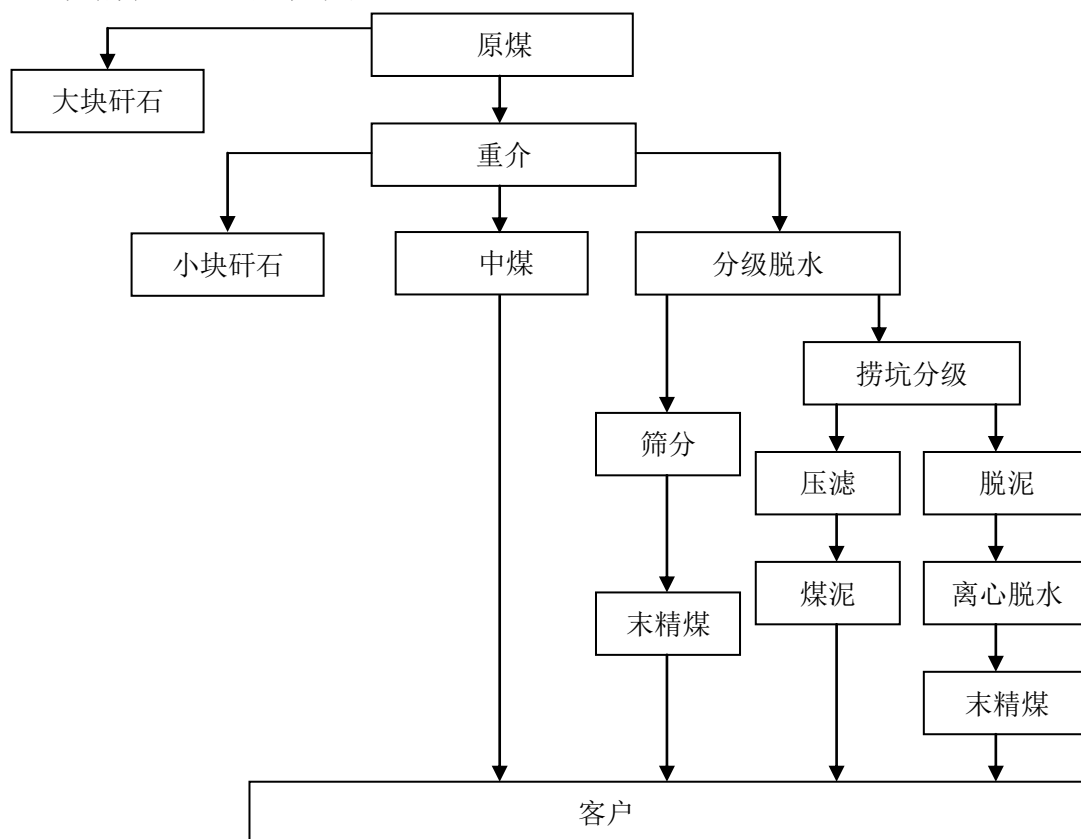 原煤
大块矸石
重介
小块矸石
中煤
分级脱水
捞坑分级
筛分
压滤
脱泥
煤泥
离心脱水
末精煤
末精煤
客户